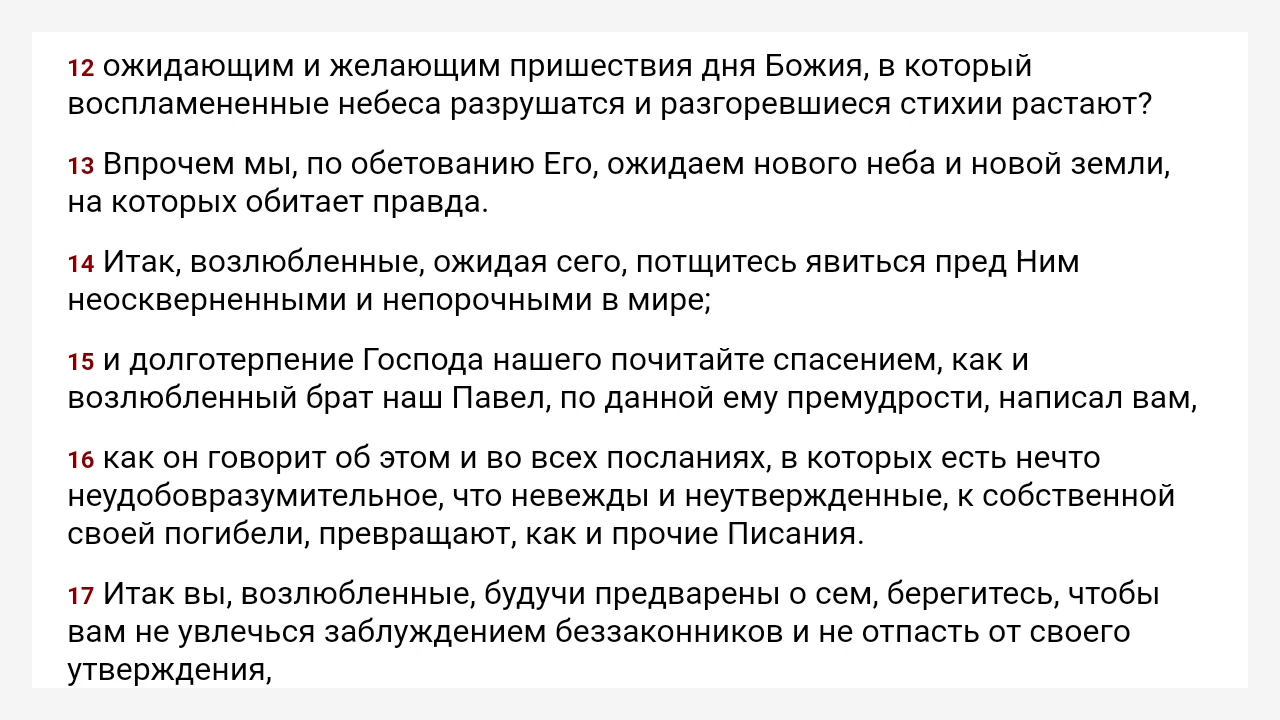 12 ожидающим и желающим пришествия дня Божия, в который
воспламененные небеса разрушатся и разгоревшиеся стихии растают?
13 Впрочем мы, по обетованию Его, ожидаем нового неба и новой земли,
на которых обитает правда.
14 Итак, возлюбленные, ожидая сего, потщитесь явиться пред Ним
неоскверненными и непорочными в мире;
15 и долготерпение Господа нашего почитайте спасением, как и
возлюбленный брат наш Павел, по данной ему премудрости, написал вам,
16 как он говорит об этом и во всех посланиях, в которых есть нечто
неудобовразумительное, что невежды и неутвержденные, к собственной
своей погибели, превращают, как и прочие Писания.
17 Итак вы, возлюбленные, будучи предварены о сем, берегитесь, чтобы
вам не увлечься заблуждением беззаконников и не отпасть от своего
утверждения,